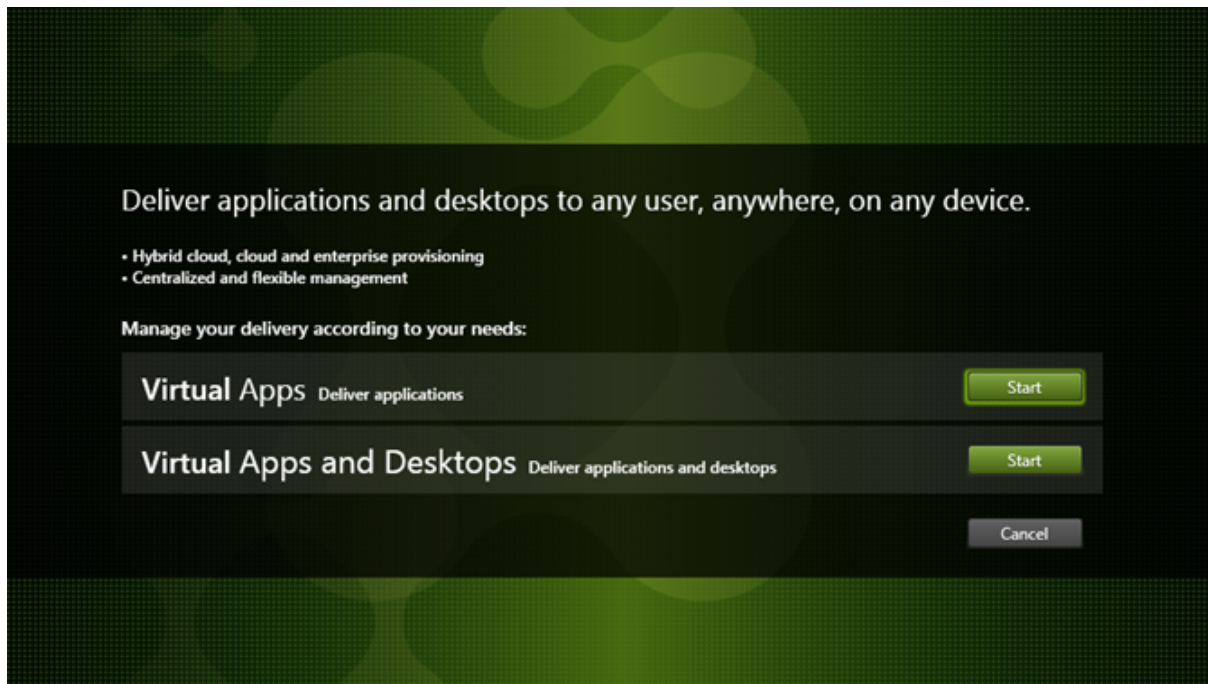 Deliver applications and desktops to any user, anywhere, on any device.
• Hybrid cloud, cloud and enterprise provisioning
• Centralized and flexible management
Manage your delivery according to your needs:
Virtual Apps Deliver applications Start
Virtual Apps and Desktops Deliver applications and desktops Start
Cancel